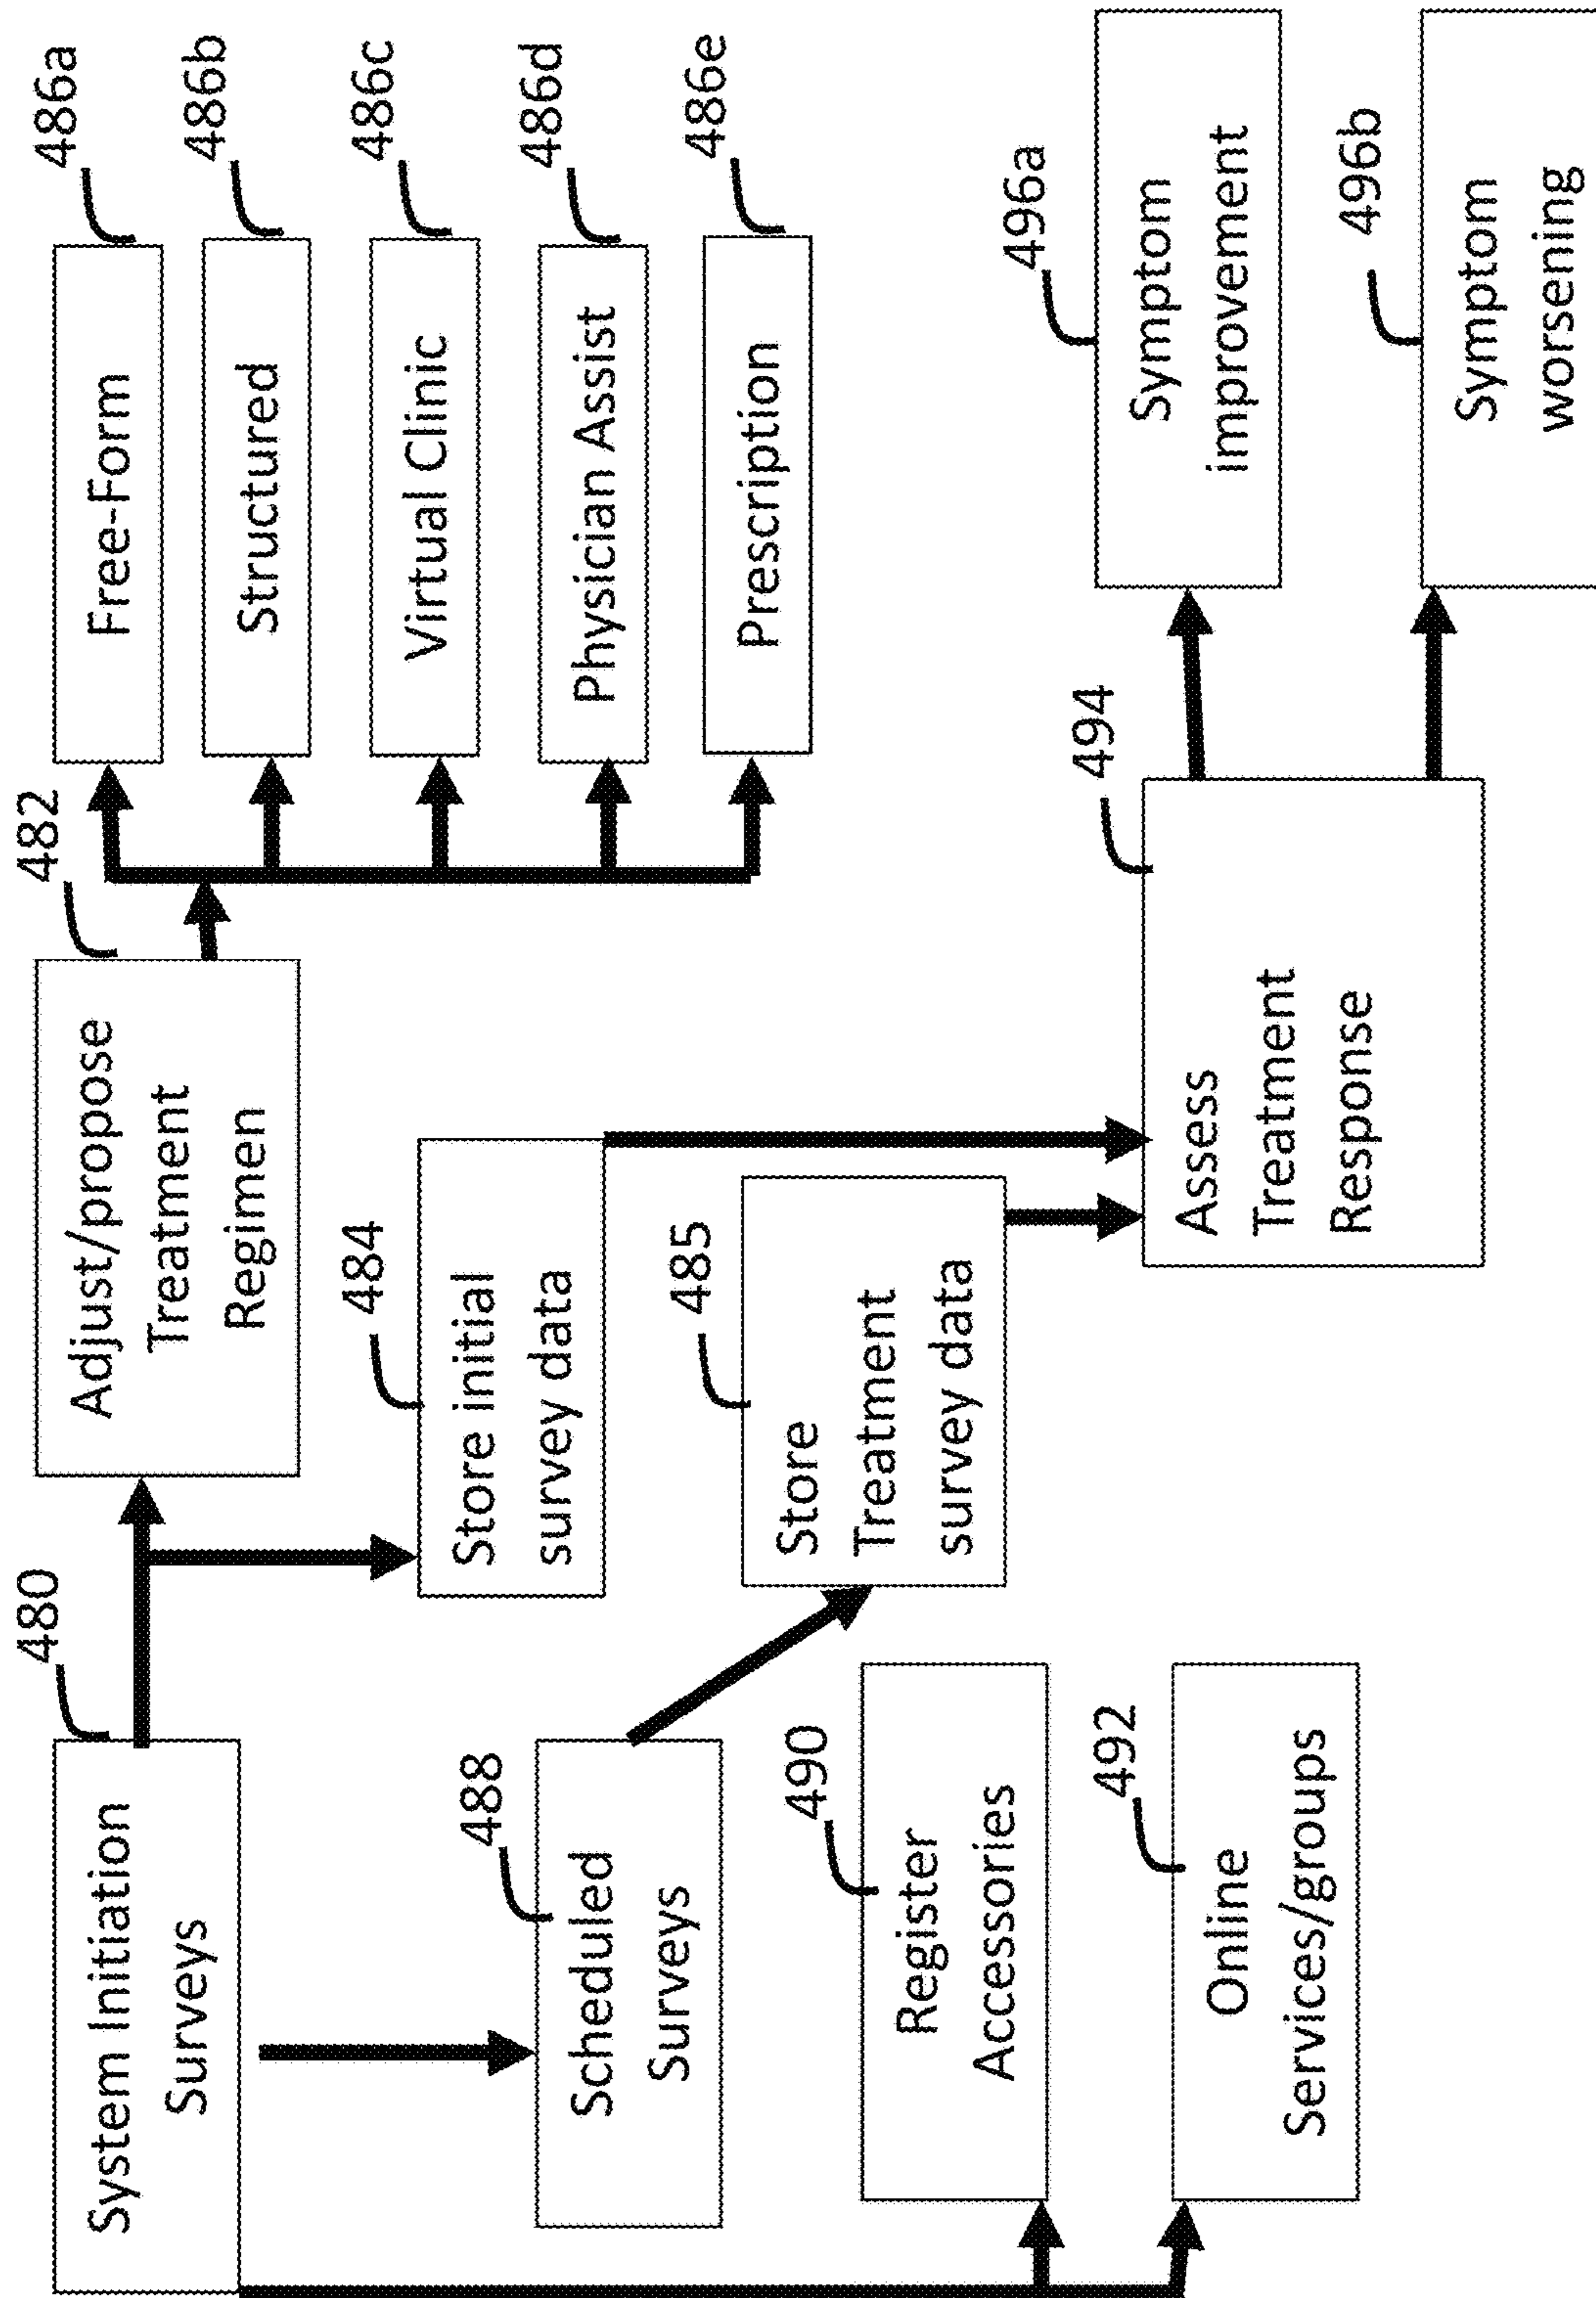 480
System Initiation
Surveys
482
Adjust/propose
Treatment
Regimen
486a
Free-Form
486b
Structured
486c
Virtual Clinic
486d
Physician Assist
486e
Prescription
484
Store initial
survey data
488
Scheduled
Surveys
485
Store
Treatment
survey data
490
Register
Accessories
492
Online
Services/groups
494
Assess
Treatment
Response
496a
Symptom
improvement
496b
Symptom
worsening